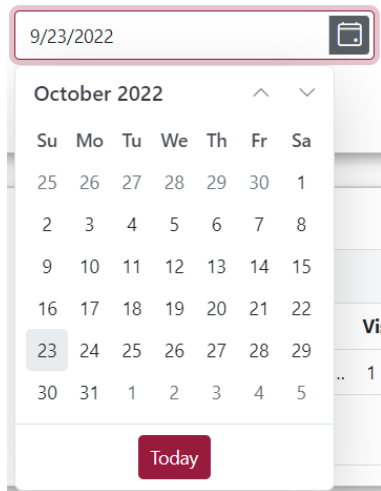 9/23/2022
October 2022
Su Mo Tu We Th Fr Sa
25 26 27 28 29 30 1
2 3 4 5 6 7 8
9 10 11 12 13 14 15
16 17 18 19 20 21 22
Vi
23 24 25 26 27 28 29
.. 1
30 31 1 2 3 4 5
Today